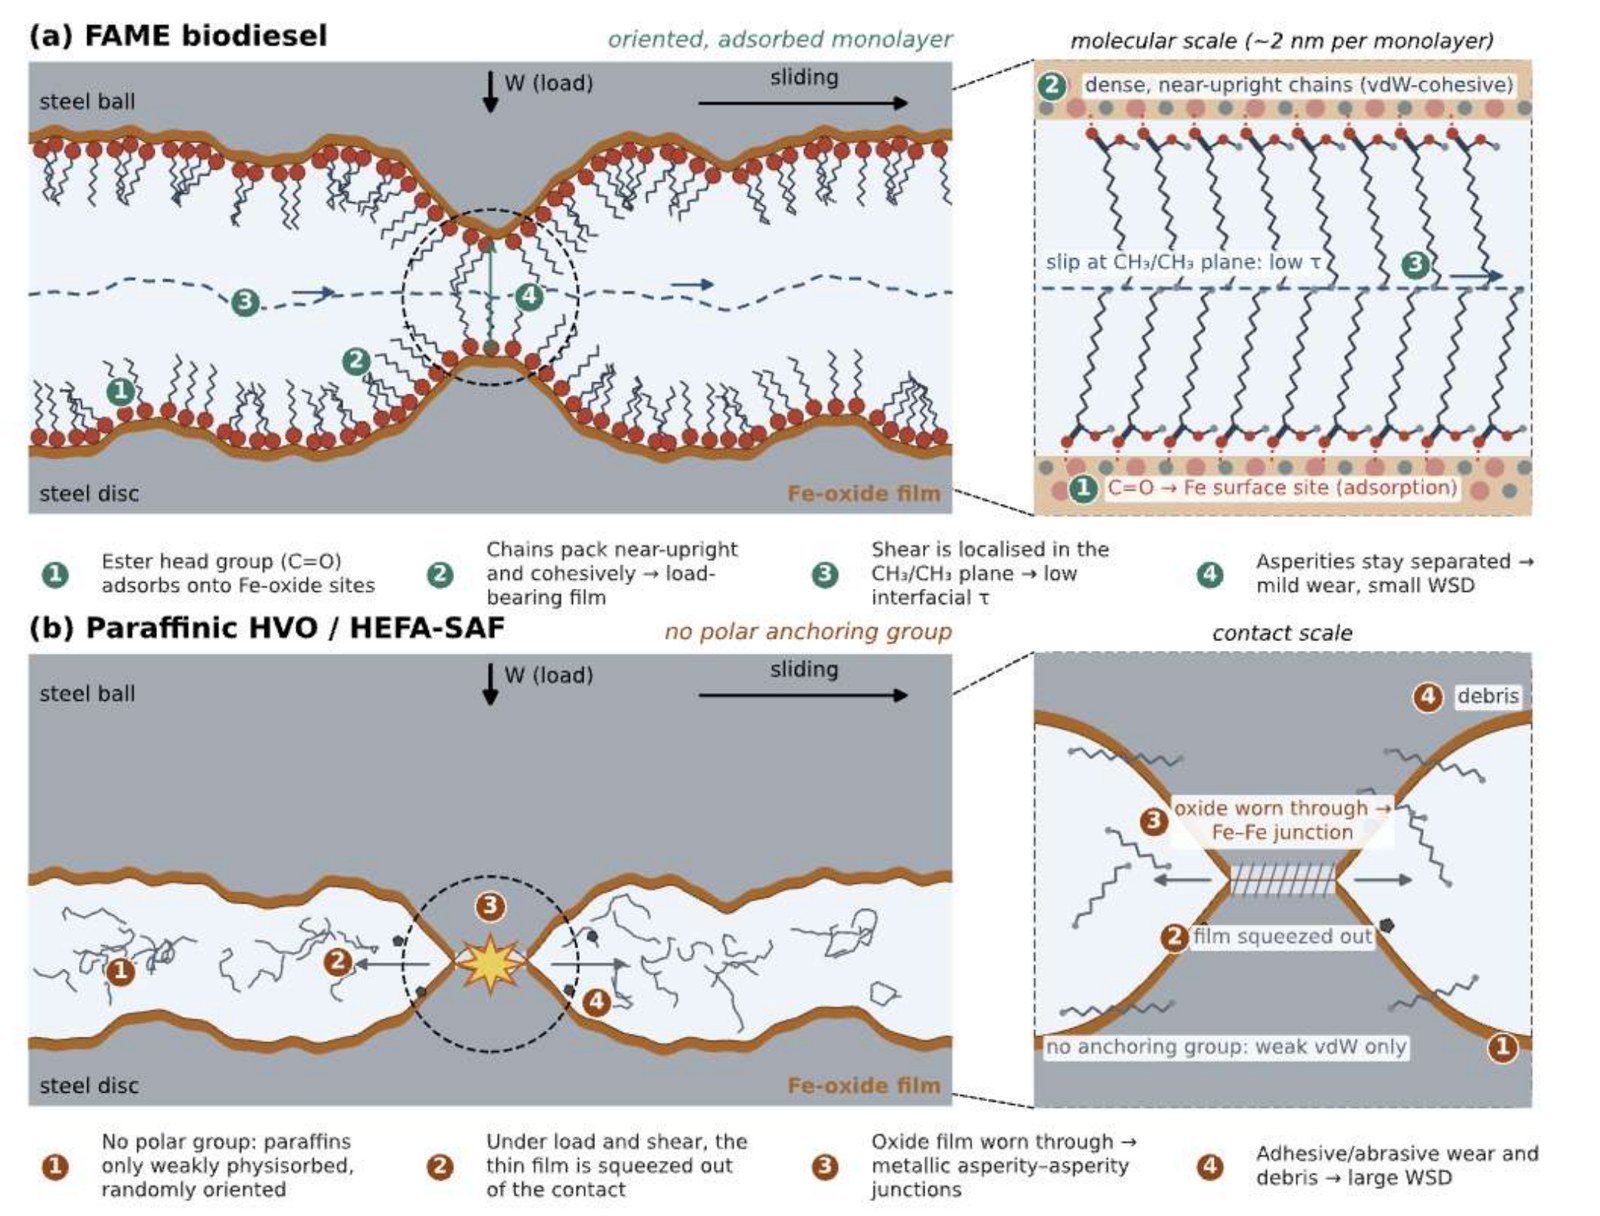 (a) FAME biodiesel
oriented, adsorbed monolayer
molecular scale (~2 nm per monolayer)
steel ball
W (load)
sliding
3
4
2
1
steel disc
Fe-oxide film
2 dense, near-upright chains (vdW-cohesive)
slip at CH₃/CH₃ plane: low τ
3
1 C=O → Fe surface site (adsorption)
1
Ester head group (C=O)
adsorbs onto Fe-oxide sites
2
Chains pack near-upright
and cohesively → load-
bearing film
3
Shear is localised in the
CH₃/CH₃ plane → low
interfacial τ
4
Asperities stay separated →
mild wear, small WSD
(b) Paraffinic HVO / HEFA-SAF
no polar anchoring group
contact scale
steel ball
W (load)
sliding
3
1
2
4
steel disc
Fe-oxide film
4 debris
3 oxide worn through →
Fe–Fe junction
2 film squeezed out
no anchoring group: weak vdW only
1
1
No polar group: paraffins
only weakly physisorbed,
randomly oriented
2
Under load and shear, the
thin film is squeezed out
of the contact
3
Oxide film worn through →
metallic asperity–asperity
junctions
4
Adhesive/abrasive wear and
debris → large WSD